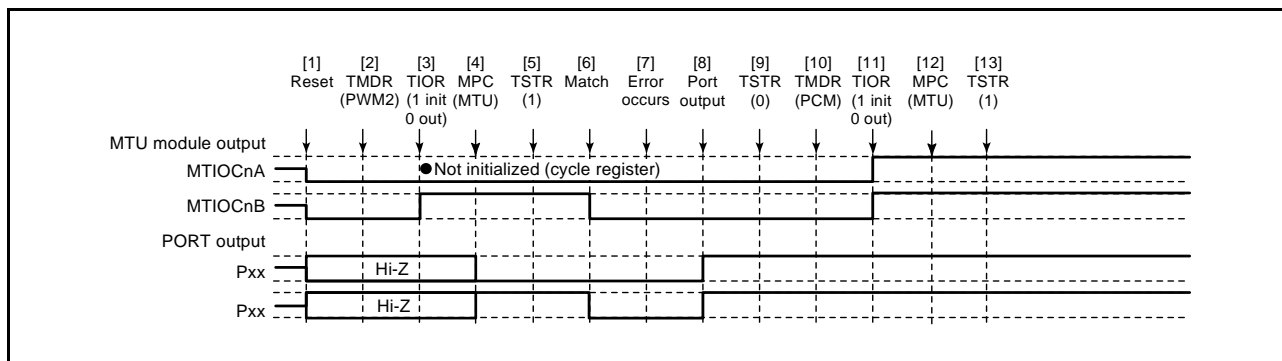 [1] [2] [3] [4] [5] [6] [7] [8] [9] [10] [11] [12] [13]
Reset TMDR TIOR MPC TSTR Match Error Port TSTR TMDR TIOR MPC TSTR
(PWM2) (1 init (MTU) (1) occurs output (0) (PCM) (1 init (MTU) (1)
0 out) 0 out)
MTU module output
MTIOCnA ●Not initialized (cycle register)
MTIOCnB
PORT output
Pxx Hi-Z
Pxx Hi-Z